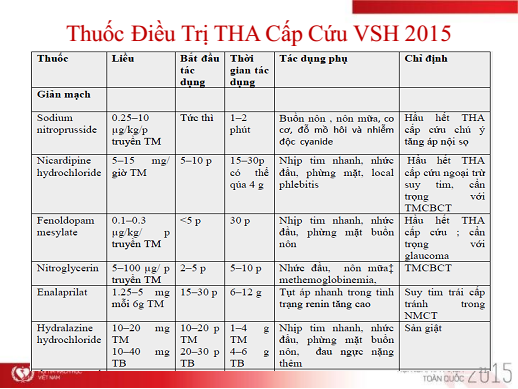 Thuốc Điều Trị THA Cấp Cứu VSH 2015
Thuốc Liều Bắt đầu Thời Tác dụng phụ Chỉ định
tác gian tác
dụng dụng
Giãn mạch
Sodium 0.25–10 Tức thì 1–2 Buồn nôn , nôn mữa, co Hầu hết THA
nitroprusside µg/kg/p phút cơ, đỗ mồ hôi và nhiễm cấp cứu chú ý
truyền TM độc cyanide tăng áp nội sọ
Nicardipine 5–15 mg/ 5–10 p 15–30p Nhịp tim nhanh, nhức Hầu hết THA
hydrochloride giờ TM có thể đầu, phừng mặt, local cấp cứu ngoại trừ
qúa 4 g phlebitis suy tim, cẩn
trọng với
TMCBCT
Fenoldopam 0.1–0.3 <5 p 30 p Nhịp tim nhanh, nhức Hầu hết THA
mesylate µg/kg/ p đầu, phừng mặt buồn cấp cứu ; cẩn
truyền TM nôn trọng với
glaucoma
Nitroglycerin 5–100 µg/ p 2–5 p 5–10 p Nhức đầu, nôn mữa‡ TMCBCT
truyền TM methemoglobinemia,
Enalaprilat 1.25–5 mg 15–30 p 6–12 g Tụt áp nhanh trong tình Suy tim trái cấp
mỗi 6g TM trạng renin tăng cao tránh trong
NMCT
Hydralazine 10–20 mg 10–20 p 1–4 g Nhịp tim nhanh, nhức Sản giật
hydrochloride TM TM TM đầu, phừng mặt, buồn
10–40 mg 20–30 p 4–6 g nôn, đau ngực nặng
TB TB TB thêm
VIỆT NAM
TOÀN QUỐC 2015